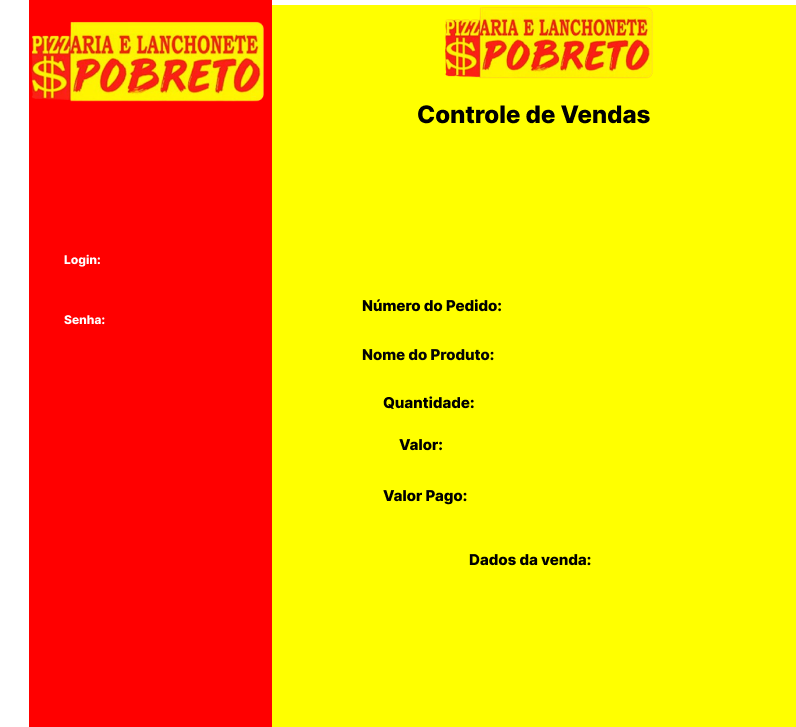 PIZZARIA E LANCHONETE
$POBRETO
Login:
Senha:
PIZZARIA E LANCHONETE
$POBRETO
Controle de Vendas
Número do Pedido:
Nome do Produto:
Quantidade:
Valor:
Valor Pago:
Dados da venda: